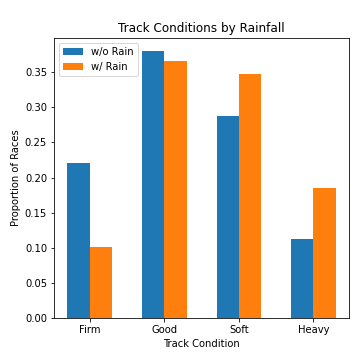 Track Conditions by Rainfall
w/o Rain
w/ Rain
Proportion of Races
0.35
0.30
0.25
0.20
0.15
0.10
0.05
0.00
Firm Good Soft Heavy
Track Condition